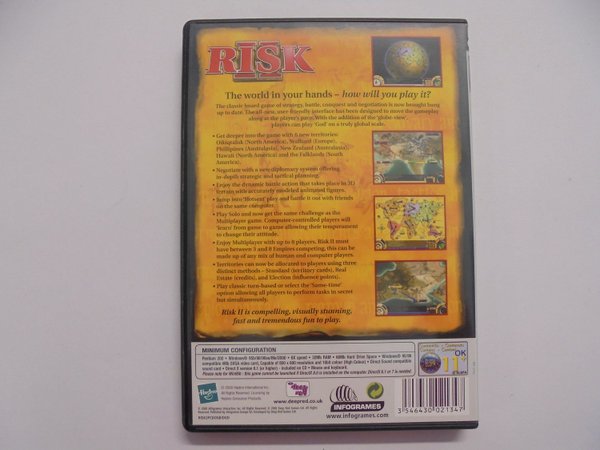 RISK
II
The world in your hands – how will you play it?
The classic board game of strategy, battle, conquest and negotiation is now brought bang
up to date. The all-new, user-friendly interface has been designed to move the gameplay
along at the player's pace. With the addition of the 'globe-view'
players can play 'God' on a truly global scale.
• Get deeper into the game with 6 new territories:
(North America), Svalbard (Europe),
Phillipines (Australasia), New Zealand (Australasia),
Hawaii (North America) and the Falklands (South
America).
• Negotiate with a new diplomacy system offering
in-depth strategic and tactical planning.
• Enjoy the dynamic battle action that takes place in 3D
terrain with accurately modeled animated figures.
• Jump into 'Hotseat' play and battle it out with friends
on the same computer.
• Play Solo and now get the same challenge as the
Multiplayer game. Computer-controlled players will
'learn' from game to game allowing their temperament
to change their attitude.
• Enjoy Multiplayer with up to 8 players. Risk II must
have between 3 and 8 Empires competing, this can be
made up of any mix of human and computer players.
• Territories can now be allocated to players using three
distinct methods – Standard (territory cards), Real
Estate (credits), and Election (influence points).
• Play classic turn-based or select the 'Same-time'
option allowing all players to perform tasks in secret
but simultaneously.
Risk II is compelling, visually stunning,
fast and tremendous fun to play.
MINIMUM CONFIGURATION
OK
11+
Hasbro
Interactive
deep red
www.deepred.co.uk
INFOGRAMES
www.infogrames.com
3 546430 021347